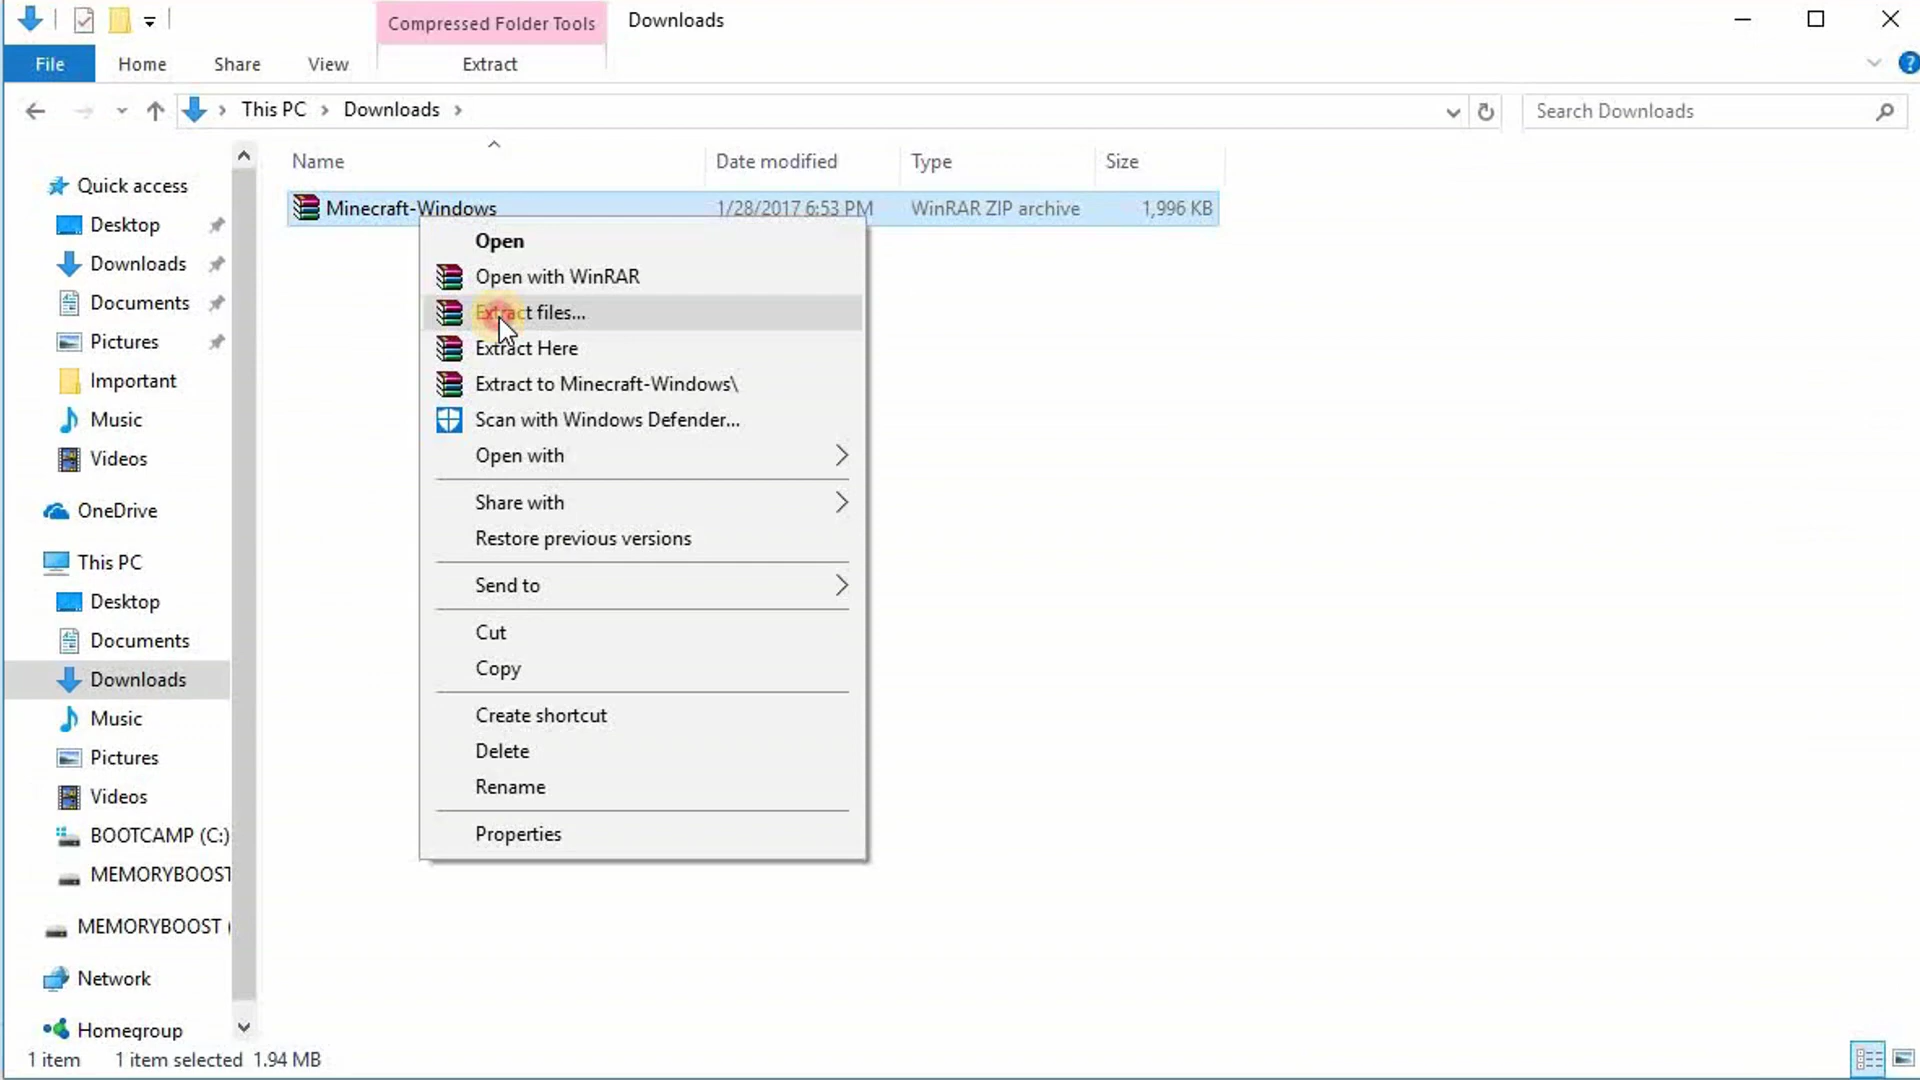 Compressed Folder Tools
Downloads
File
Home
Share
View
Extract
?
This PC
Downloads
Search Downloads
Name
Date modified
Type
Size
Minecraft-Windows
1/28/2017 6:53 PM
WinRAR ZIP archive
1,996 KB
Quick access
Desktop
Downloads
Documents
Pictures
Important
Music
Videos
OneDrive
This PC
Desktop
Documents
Downloads
Music
Pictures
Videos
BOOTCAMP (C:)
MEMORYBOOST
MEMORYBOOST (
Network
Homegroup
Open
Open with WinRAR
Extract files...
Extract Here
Extract to Minecraft-Windows\
Scan with Windows Defender...
Open with
Share with
Restore previous versions
Send to
Cut
Copy
Create shortcut
Delete
Rename
Properties
1 item
1 item selected 1.94 MB